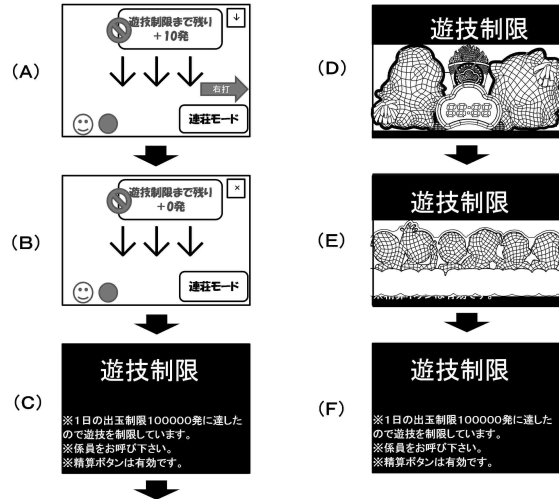 (A)
遊技制限まで残り
+10発
↓
右打
連荘モード
(B)
遊技制限まで残り
+0発
×
連荘モード
(C)
遊技制限
※1日の出玉制限100000発に達した
ので遊技を制限しています。
※係員をお呼び下さい。
※精算ボタンは有効です。
(D)
遊技制限
88:88
(E)
遊技制限
※精算ボタンは有効です。
(F)
遊技制限
※1日の出玉制限100000発に達した
ので遊技を制限しています。
※係員をお呼び下さい。
※精算ボタンは有効です。